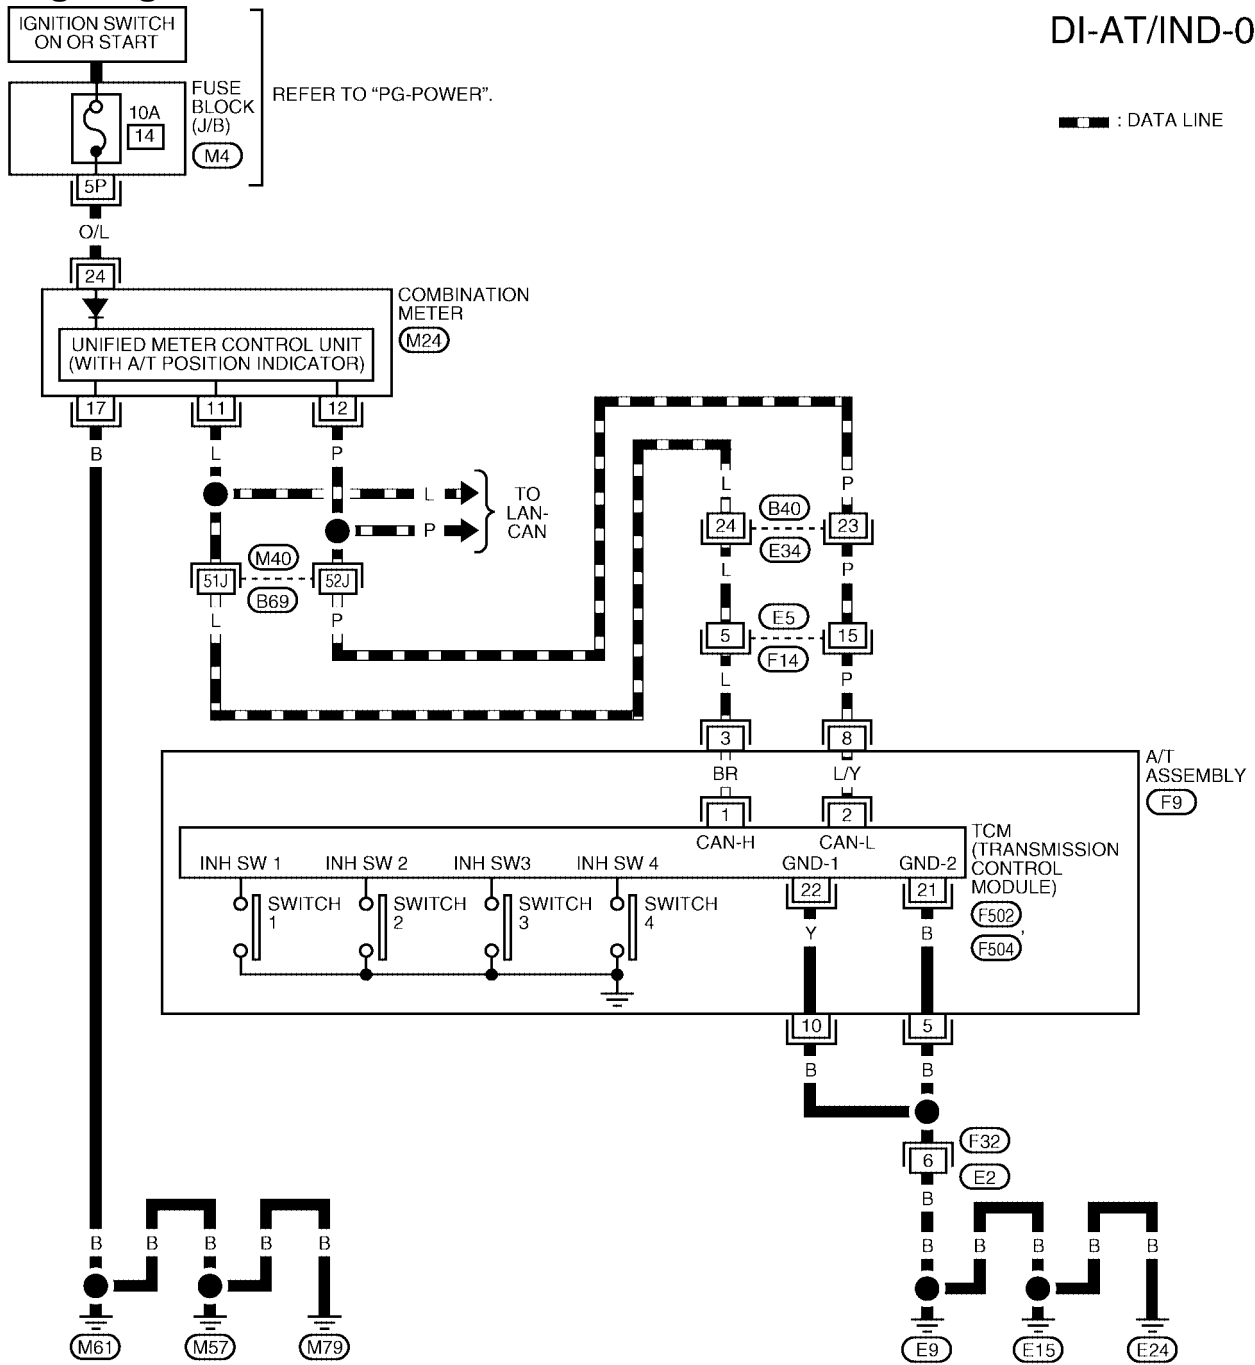 IGNITION SWITCH
ON OR START
DI-AT/IND-0
FUSE
BLOCK
(J/B)
M4
REFER TO “PG-POWER”.
10A
14
: DATA LINE
5P
O/L
24
COMBINATION
METER
M24
UNIFIED METER CONTROL UNIT
(WITH A/T POSITION INDICATOR)
17
11
12
B
L
P
L
P
TO
LAN-
CAN
L
P
24
B40
23
E34
M40
51J
52J
B69
L
P
L
P
5
E5
15
F14
L
P
3
8
A/T
ASSEMBLY
F9
BR
L/Y
1
2
CAN-H
CAN-L
TCM
(TRANSMISSION
CONTROL
MODULE)
F502
,
F504
INH SW 1
INH SW 2
INH SW3
INH SW 4
GND-1
GND-2
22
21
SWITCH
1
SWITCH
2
SWITCH
3
SWITCH
4
Y
B
10
5
B
B
F32
6
E2
B
B
B
B
B
B
B
B
B
B
B
M61
M57
M79
E9
E15
E24